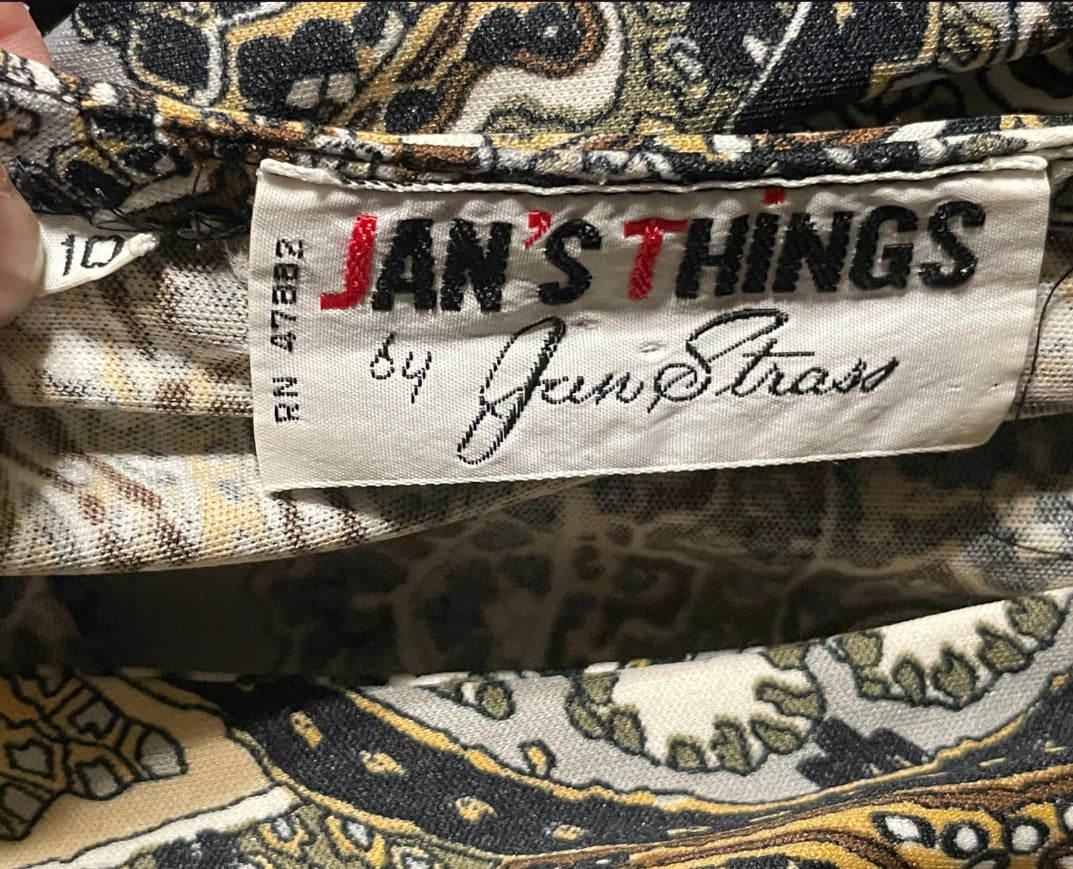 JAN'S THiNGS
by Jan Strass
RN 47882
10